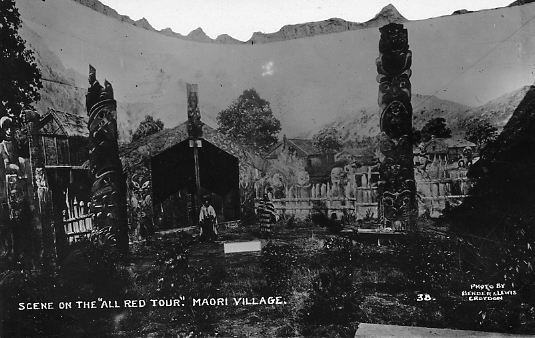 SCENE ON THE "ALL RED TOUR". MAORI VILLAGE.
38.
PHOTO BY
BENDER & LEWIS
CROYDON